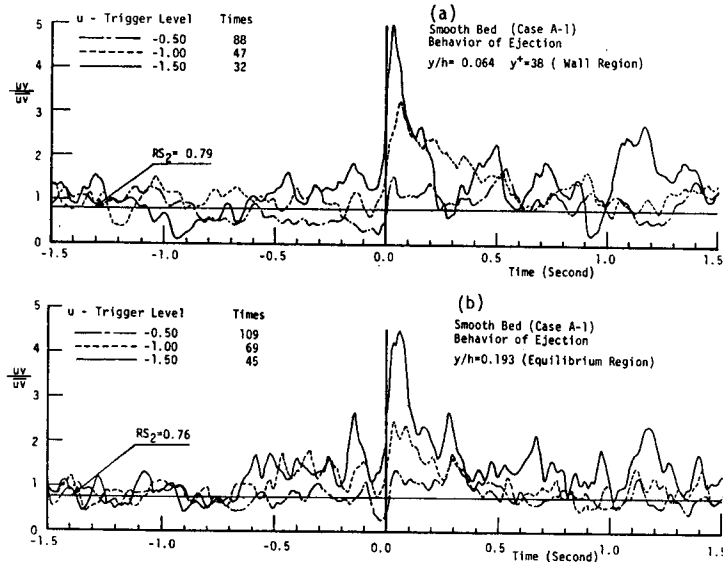 (a)
u - Trigger Level Times
-0.50 88
-1.00 47
-1.50 32
Smooth Bed (Case A-1)
Behavior of Ejection
y/h= 0.064 y+=38 ( Wall Region)
uv
uv
RS2= 0.79
5
4
3
2
1
0
-1.5 -1.0 -0.5 0.0 0.5 1.0 1.5
Time (Second)
(b)
u - Trigger Level Times
-0.50 109
-1.00 69
-1.50 45
Smooth Bed (Case A-1)
Behavior of Ejection
y/h=0.193 (Equilibrium Region)
uv
uv
RS2=0.76
5
4
3
2
1
0
-1.5 -1.0 -0.5 0.0 0.5 1.0 1.5
Time (Second)